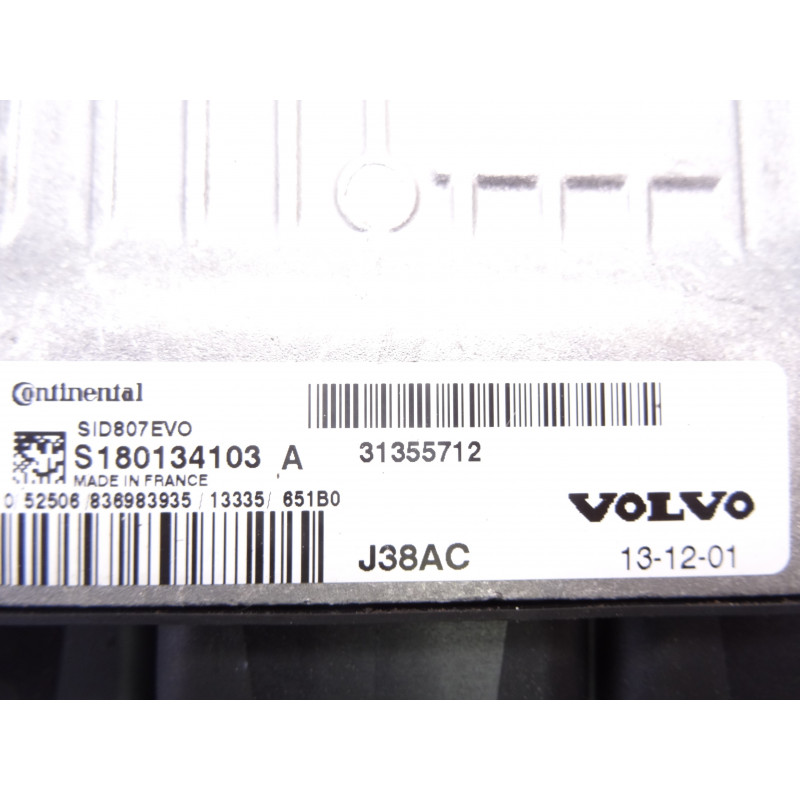 Continental
SID807EVO
S180134103 A
31355712
MADE IN FRANCE
0 52506 /836983935 / 13335/ 651B0
VOLVO
J38AC
13-12-01